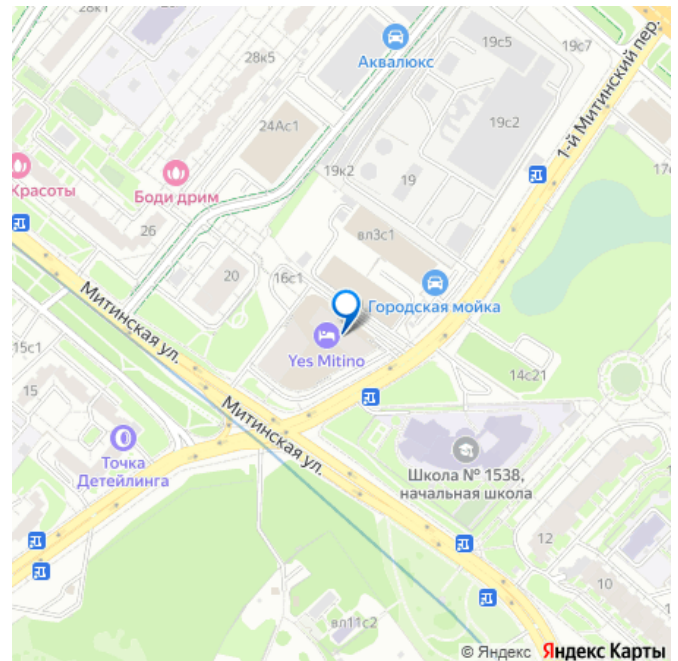 28к1
28к5
Аквалюкс
19с5
19с7
1-й Митинский пер.
24Ас1
19с2
19к2
19
Красоты
Боди дрим
26
вл3с1
20
16с1
Городская мойка
Митинская ул.
Yes Mitino
15с1
15
14с21
Митинская ул.
Точка
Детейлинга
Школа № 1538,
начальная школа
12
10
вл11с2
© Яндекс Яндекс Карты